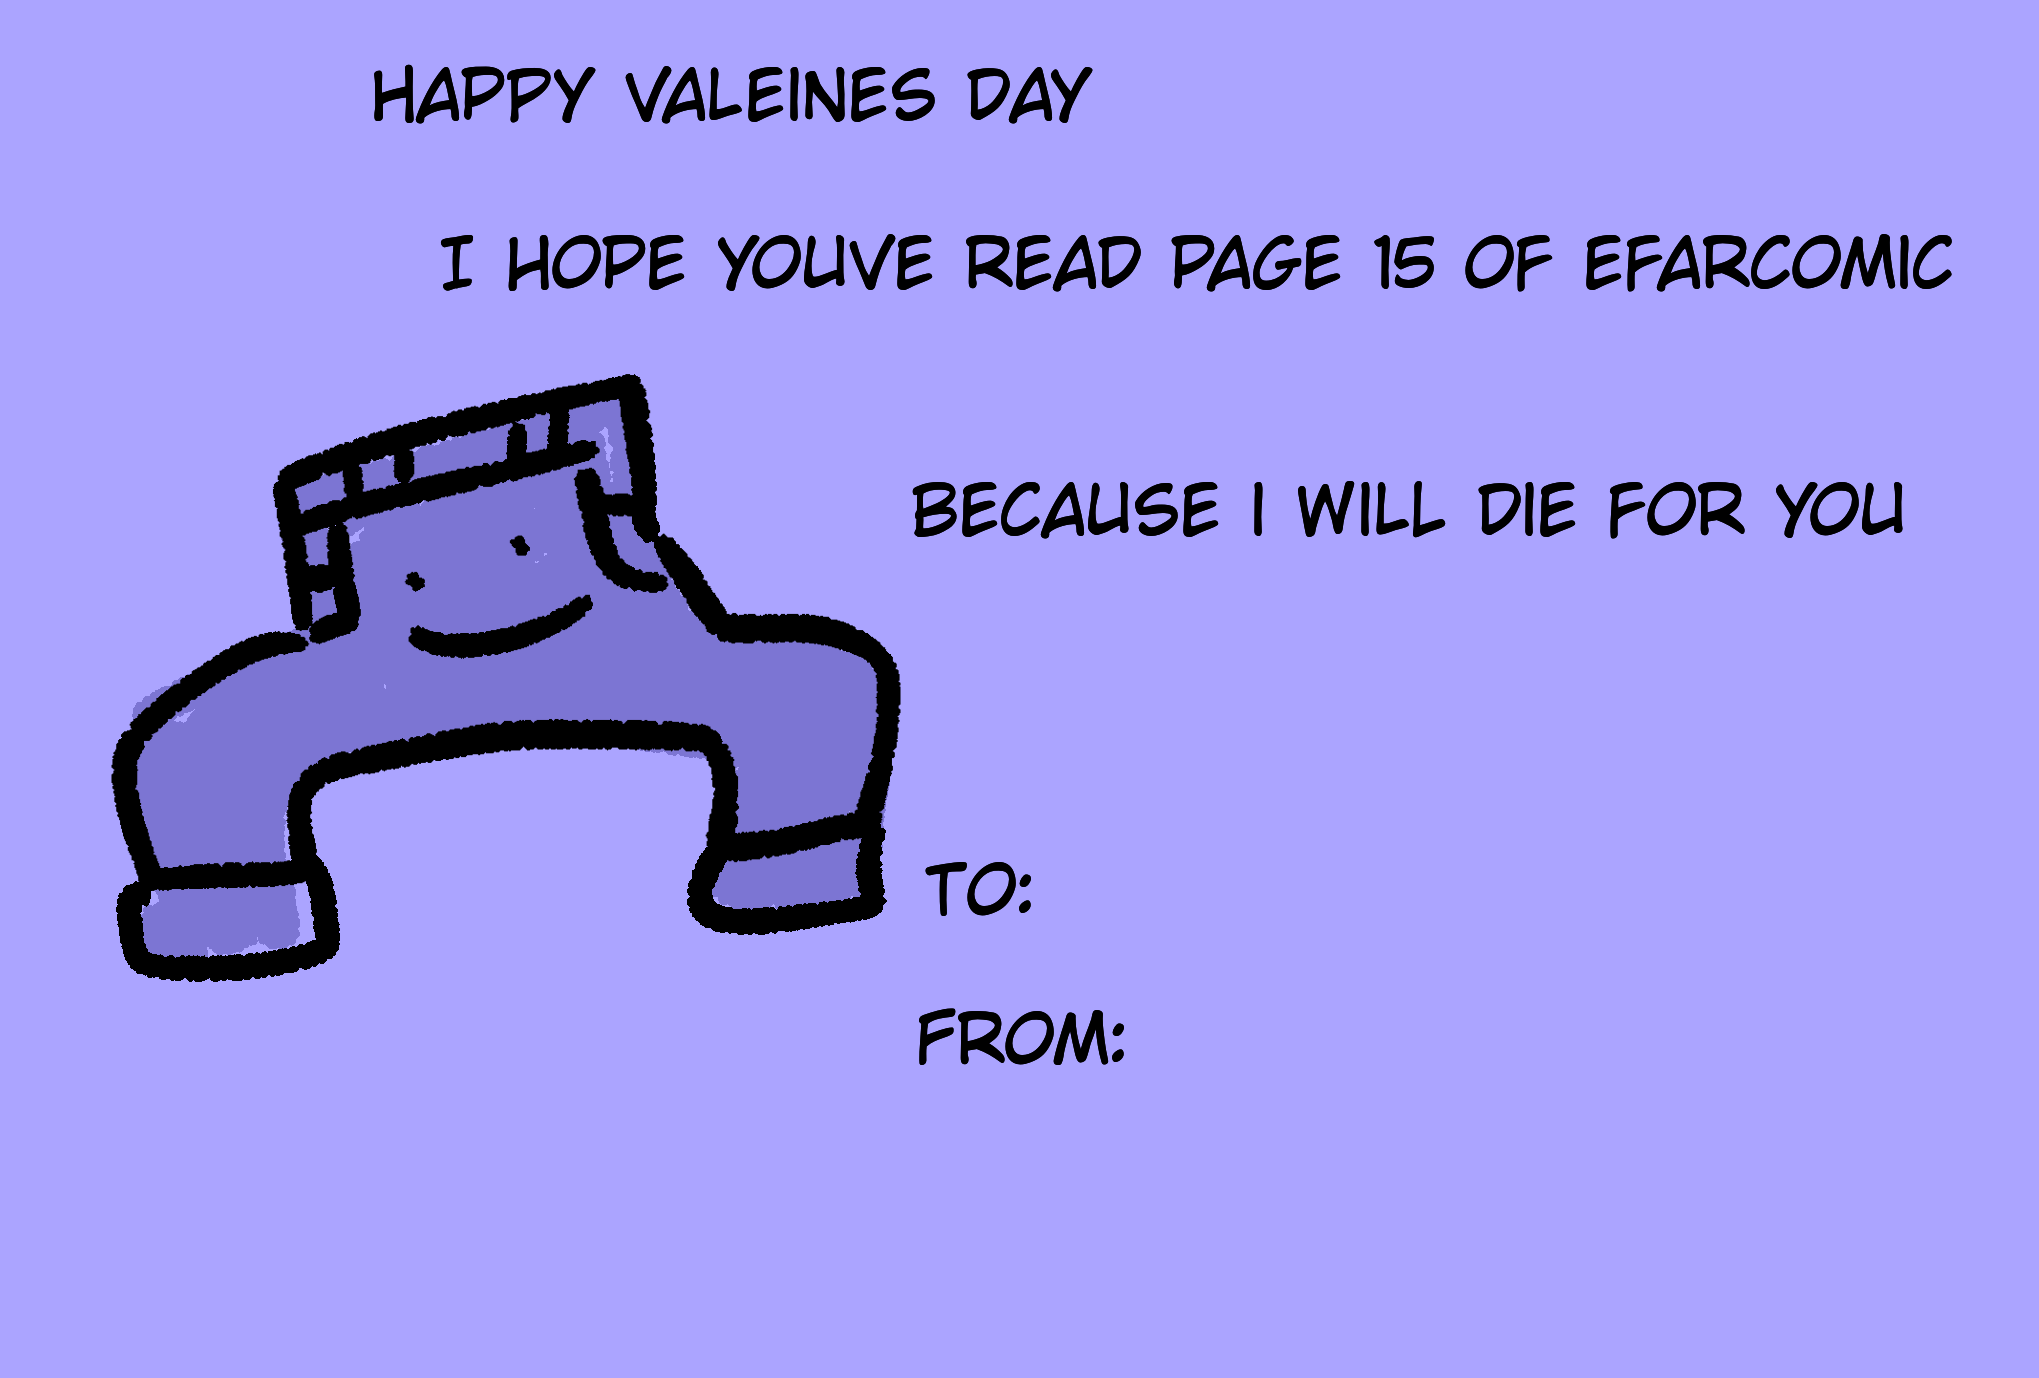 HAPPY VALEINES DAY
I HOPE YOUVE READ PAGE 15 OF EFARCOMIC
BECAUSE I WILL DIE FOR YOU
TO:
FROM: